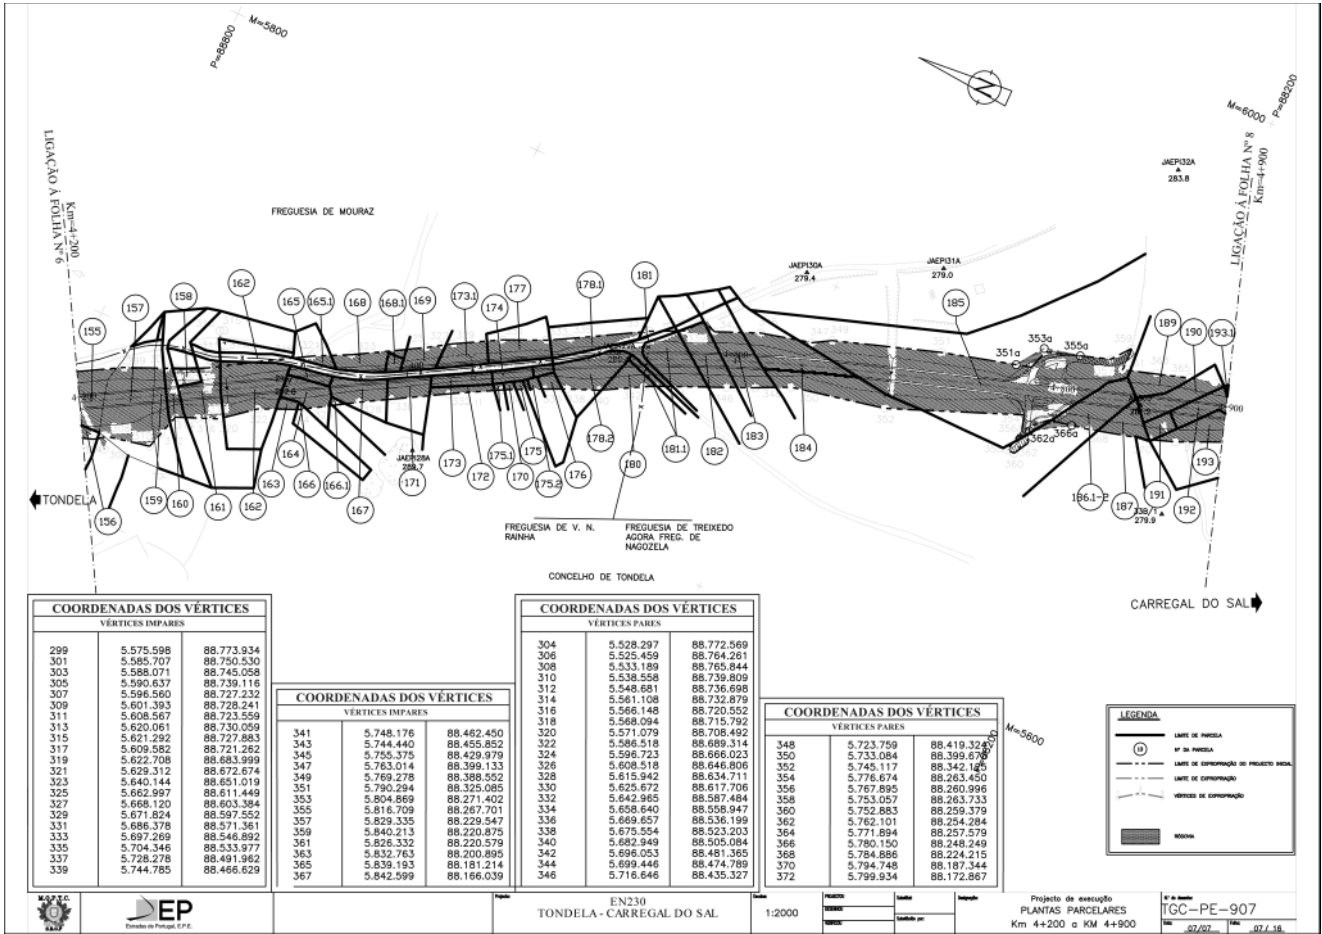 M=5800
P=88800
N
M=6000
P=88200
LIGAÇÃO À FOLHA Nº 6
Km=4+200
LIGAÇÃO À FOLHA Nº 8
Km=4+900
JAEPI32A
283.8
FREGUESIA DE MOURAZ
JAEPI30A
279.4
JAEPI31A
279.0
155
157
158
162
165
165.1
168
168.1
169
173.1
174
177
178.1
181
185
351a
353a
355a
189
190
193.1
4+800
362a
366a
JAEPI28A
171
156
159
160
161
162
163
164
166
166.1
167
173
172
175.1
170
175
175.2
176
178.2
180
181.1
182
183
184
186.1-2
187
191
192
193
279.9
TONDELA
FREGUESIA DE V. N.
RAINHA
FREGUESIA DE TREIXEDO
AGORA FREG. DE
NAGOZELA
CONCELHO DE TONDELA
CARREGAL DO SAL
COORDENADAS DOS VÉRTICES
VÉRTICES IMPARES
299 5.575.598 88.773.934
301 5.585.707 88.750.530
303 5.588.071 88.745.058
305 5.590.637 88.739.116
307 5.596.560 88.727.232
309 5.601.393 88.728.241
311 5.608.567 88.723.559
313 5.620.061 88.730.059
315 5.621.292 88.727.883
317 5.609.582 88.721.262
319 5.622.708 88.683.999
321 5.629.312 88.672.674
323 5.640.144 88.651.019
325 5.662.997 88.611.449
327 5.668.120 88.603.384
329 5.671.824 88.597.552
331 5.686.378 88.571.361
333 5.697.269 88.546.892
335 5.704.346 88.533.977
337 5.728.278 88.491.962
339 5.744.785 88.466.629
COORDENADAS DOS VÉRTICES
VÉRTICES IMPARES
341 5.748.176 88.462.450
343 5.744.440 88.455.852
345 5.755.375 88.429.979
347 5.763.014 88.399.133
349 5.769.278 88.388.552
351 5.790.294 88.325.085
353 5.804.869 88.271.402
355 5.816.709 88.267.701
357 5.829.335 88.229.547
359 5.840.213 88.220.875
361 5.826.332 88.220.579
363 5.832.763 88.200.895
365 5.839.193 88.181.214
367 5.842.599 88.166.039
COORDENADAS DOS VÉRTICES
VÉRTICES PARES
304 5.528.297 88.772.569
306 5.525.459 88.764.261
308 5.533.189 88.765.844
310 5.538.558 88.739.809
312 5.548.681 88.736.698
314 5.561.108 88.732.879
316 5.566.148 88.720.552
318 5.568.094 88.715.792
320 5.571.079 88.708.492
322 5.586.518 88.689.314
324 5.596.723 88.666.023
326 5.608.518 88.646.806
328 5.615.942 88.634.711
330 5.625.672 88.617.706
332 5.642.965 88.587.484
334 5.658.640 88.558.947
336 5.669.657 88.536.199
338 5.675.554 88.523.203
340 5.682.949 88.505.084
342 5.696.053 88.481.365
344 5.699.446 88.474.789
346 5.716.646 88.435.327
COORDENADAS DOS VÉRTICES
VÉRTICES PARES
348 5.723.759
350 5.733.084
352 5.745.117
354 5.776.674 88.263.450
356 5.767.895 88.260.996
358 5.753.057 88.263.733
360 5.752.883 88.259.379
362 5.762.101 88.254.284
364 5.771.894 88.257.579
366 5.780.150 88.248.249
368 5.784.886 88.224.215
370 5.794.748 88.187.344
372 5.799.934 88.172.867
M=5600
LEGENDA
LIMITE DE PARCELA
Nº DA PARCELA
LIMITE DE EXPROPRIAÇÃO DO PROJECTO INICIAL
LIMITE DE EXPROPRIAÇÃO
VÉRTICES DE EXPROPRIAÇÃO
RODOVIA
M.O.P.T.C.
EP
Estradas de Portugal, E.P.E.
EN230
TONDELA - CARREGAL DO SAL
1:2000
Projecto de execução
PLANTAS PARCELARES
Km 4+200 a KM 4+900
TGC-PE-907
07/07
07/ 16